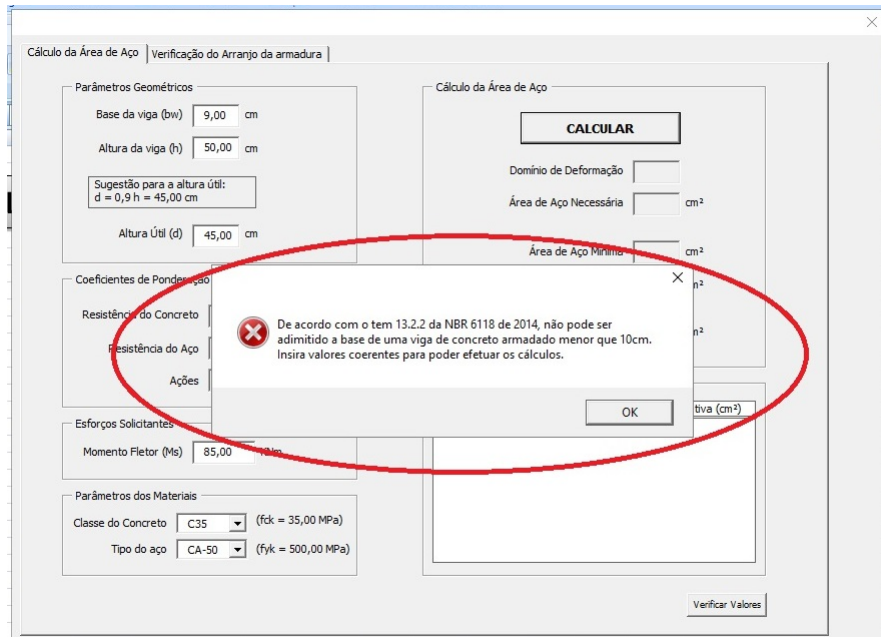 Cálculo da Área de Aço
Verificação do Arranjo da armadura
Parâmetros Geométricos
Base da viga (bw) 9,00 cm
Altura da viga (h) 50,00 cm
Sugestão para a altura útil:
d = 0,9 h = 45,00 cm
Altura Útil (d) 45,00 cm
Coeficientes de Ponderação
Resistência do Concreto
Resistência do Aço
Ações
Esforços Solicitantes
Momento Fletor (Ms) 85,00
Parâmetros dos Materiais
Classe do Concreto C35 (fck = 35,00 MPa)
Tipo do aço CA-50 (fyk = 500,00 MPa)
Cálculo da Área de Aço
CALCULAR
Domínio de Deformação
Área de Aço Necessária cm²
Área de Aço Mínima cm²
De acordo com o tem 13.2.2 da NBR 6118 de 2014, não pode ser
adimitido a base de uma viga de concreto armadado menor que 10cm.
Insira valores coerentes para poder efetuar os cálculos.
OK
tiva (cm²)
Verificar Valores